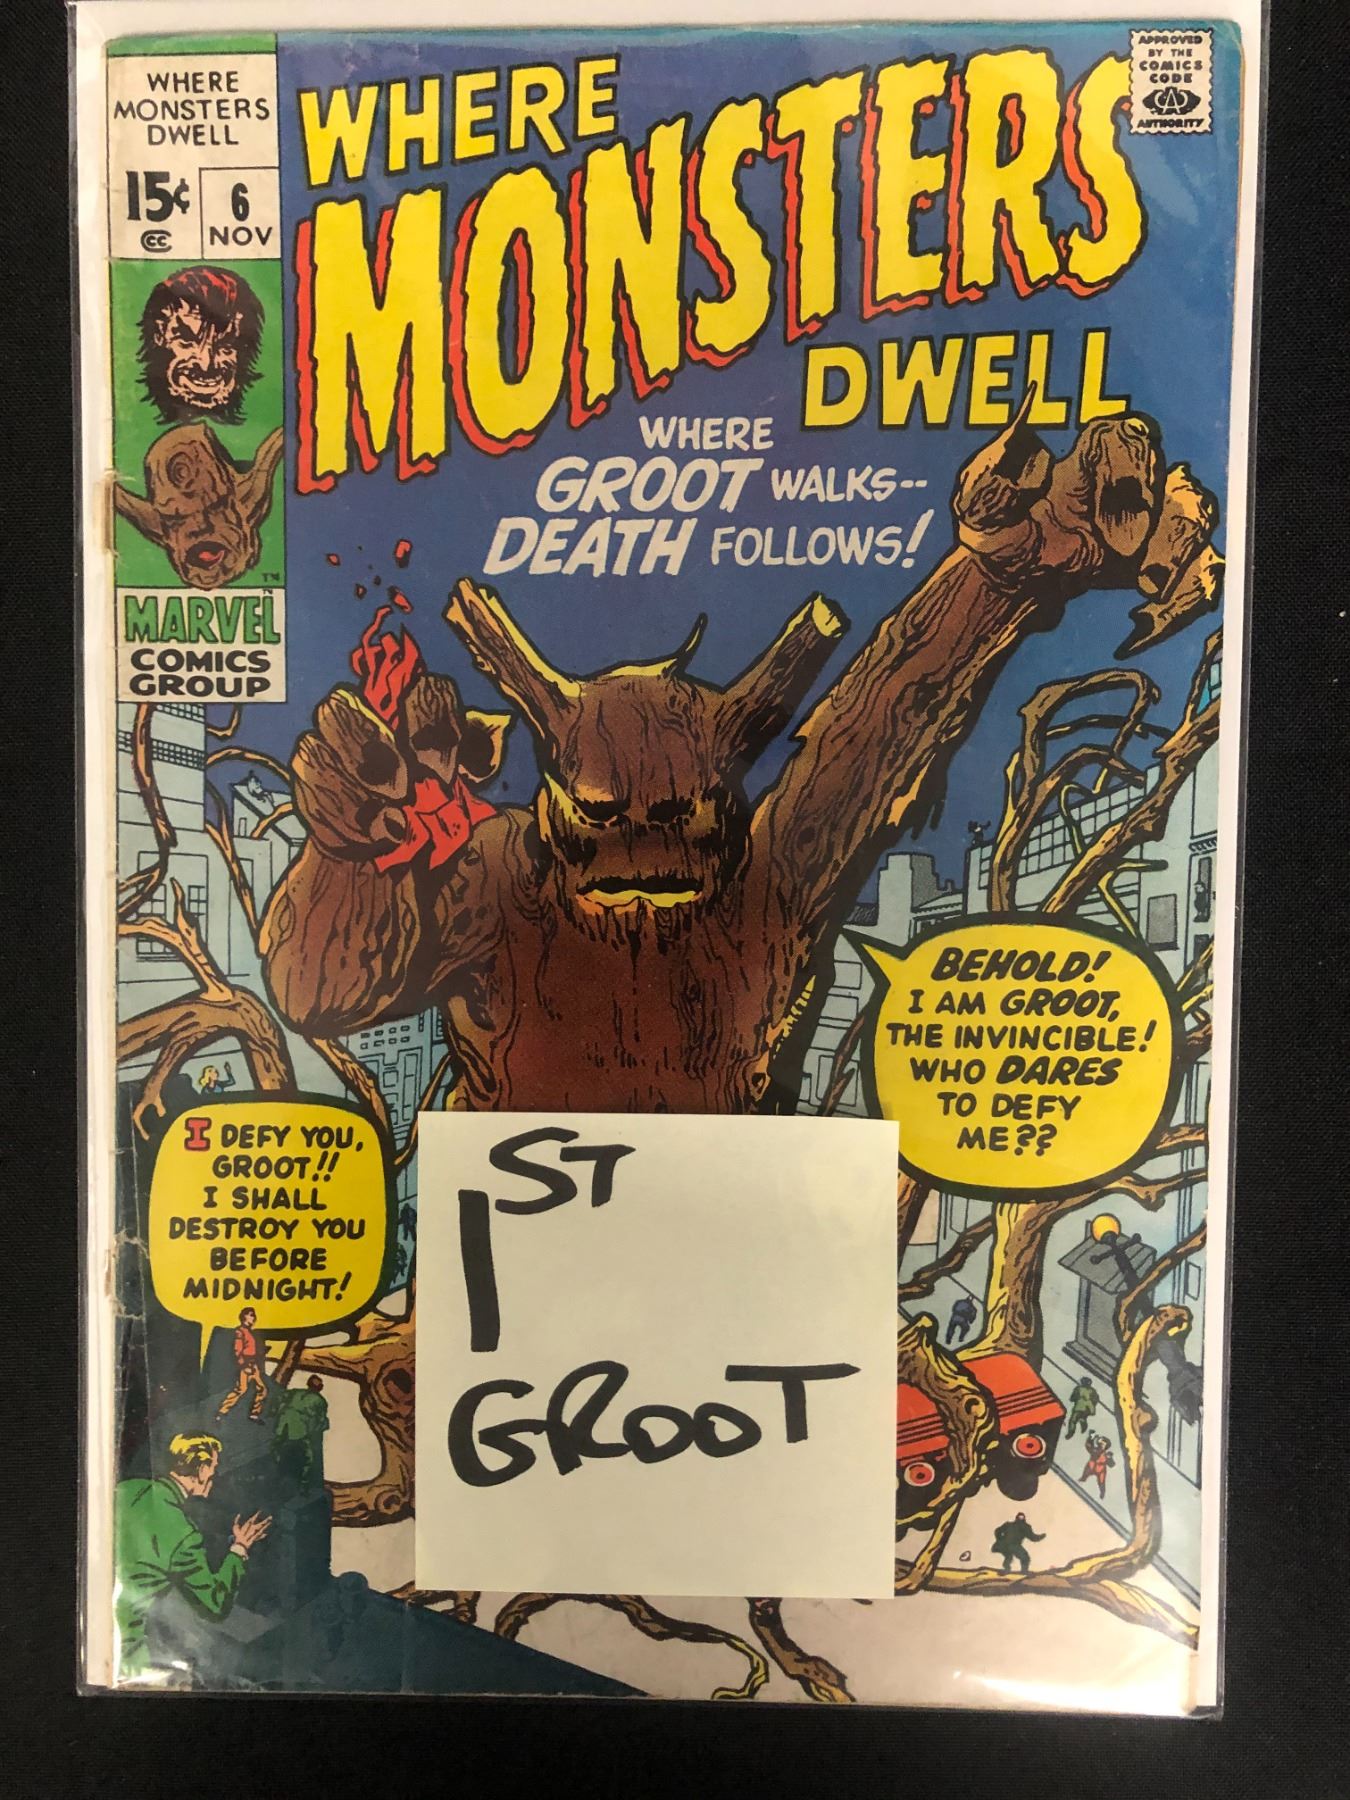 WHERE
MONSTERS
DWELL
15¢
CC
6
NOV
MARVEL
TM
COMICS
GROUP
APPROVED
BY THE
COMICS
CODE
CA
AUTHORITY
WHERE
MONSTERS
DWELL
WHERE
GROOT WALKS--
DEATH FOLLOWS!
BEHOLD!
I AM GROOT,
THE INVINCIBLE!
WHO DARES
TO DEFY
ME??
I DEFY YOU,
GROOT!!
I SHALL
DESTROY YOU
BEFORE
MIDNIGHT!
1ST
GROOT